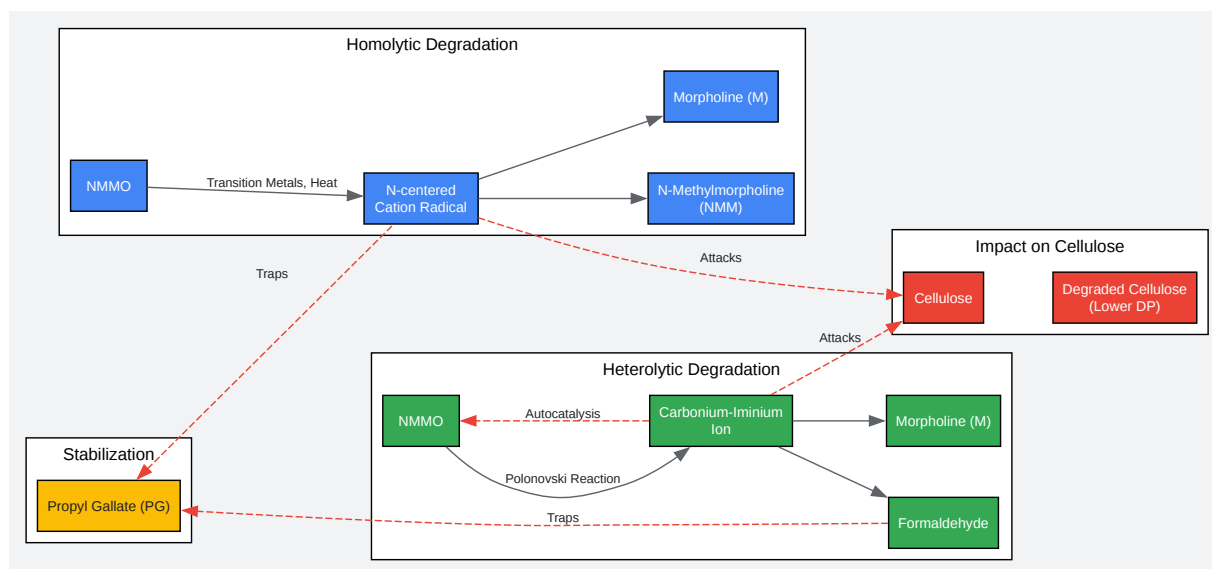 Homolytic Degradation
Morpholine (M)
NMMO
Transition Metals, Heat
N-centered
Cation Radical
N-Methylmorpholine
(NMM)
Traps
Attacks
Impact on Cellulose
Cellulose
Degraded Cellulose
(Lower DP)
Attacks
Heterolytic Degradation
NMMO
Autocatalysis
Carbonium-Iminium
Ion
Morpholine (M)
Polonovski Reaction
Formaldehyde
Stabilization
Propyl Gallate (PG)
Traps